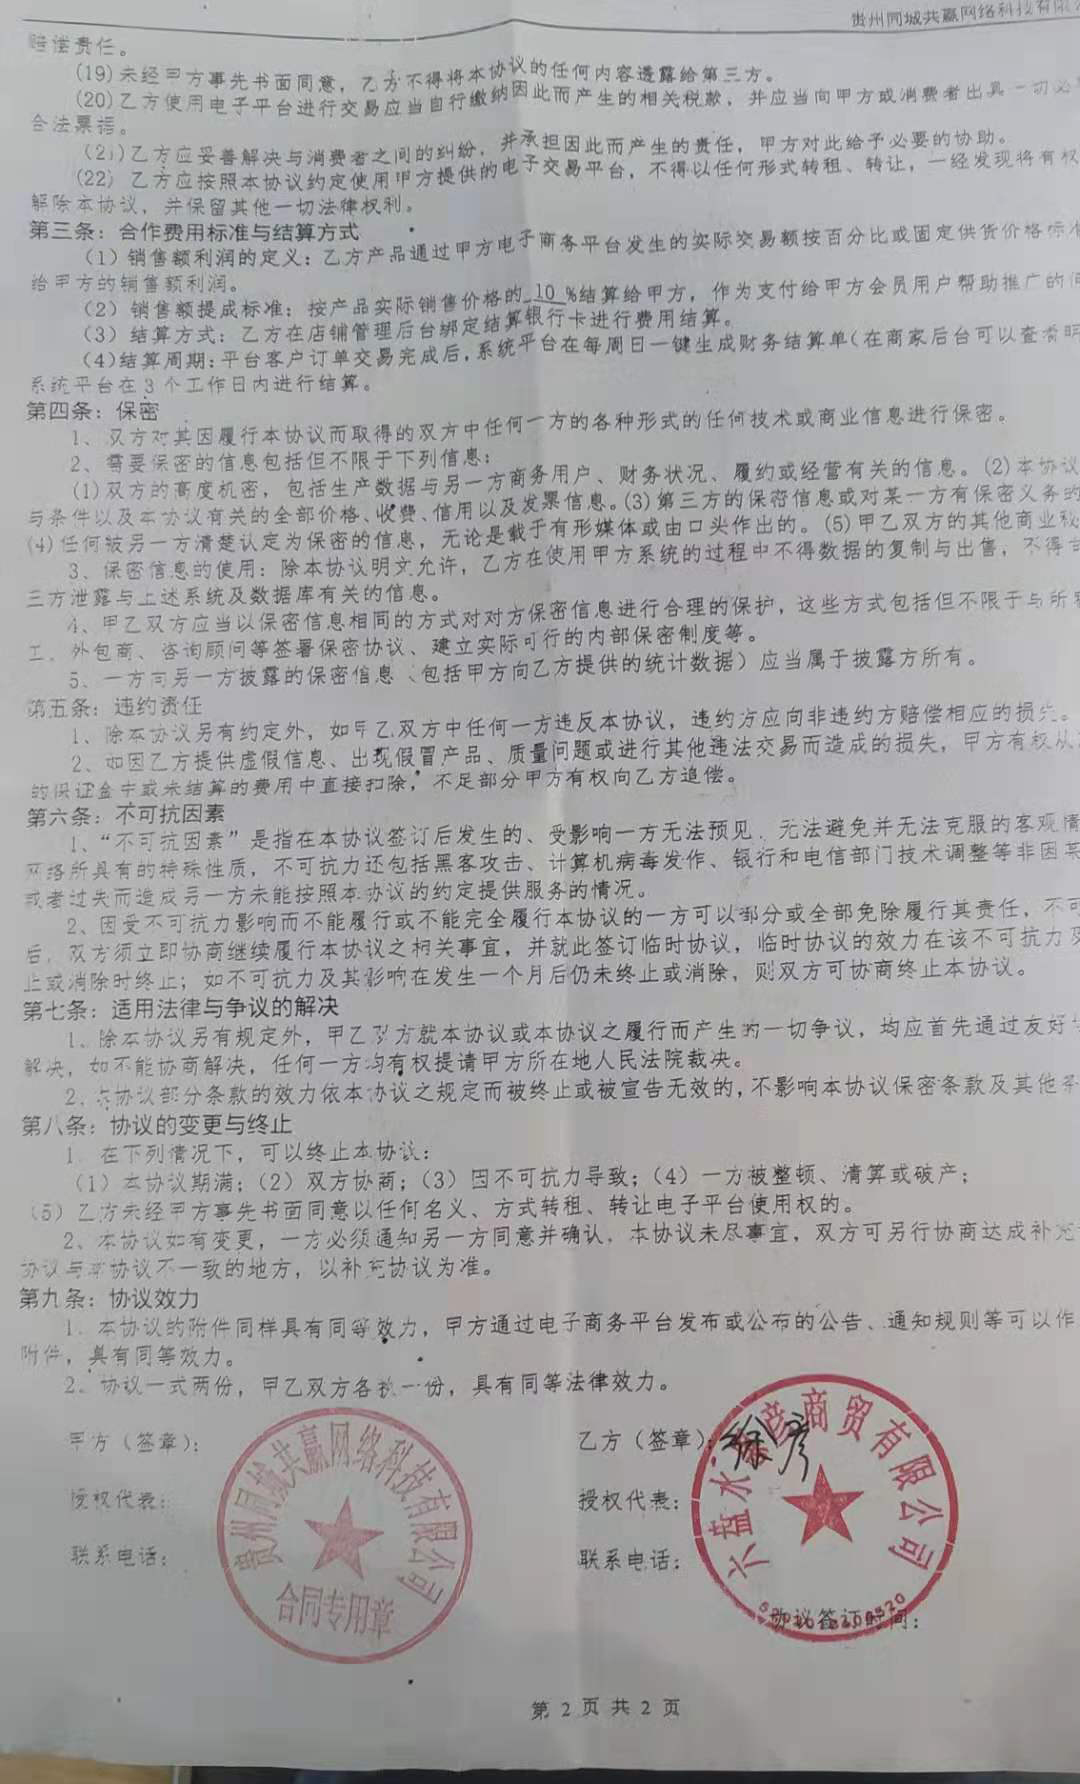 贵州同城共赢网络科技有限公
赔偿责任。
(19)未经甲方事先书面同意，乙方不得将本协议的任何内容透露给第三方。
(20)乙方使用电子平台进行交易应当自行缴纳因此而产生的相关税款，并应当向甲方或消费者出具一切必
合法票据。
(21)乙方应妥善解决与消费者之间的纠纷，并承担因此而产生的责任，甲方对此给予必要的协助。
(22) 乙方应按照本协议约定使用甲方提供的电子交易平台，不得以任何形式转租、转让，一经发现将有权
解除本协议，并保留其他一切法律权利。
第三条：合作费用标准与结算方式
（1）销售额利润的定义：乙方产品通过甲方电子商务平台发生的实际交易额按百分比或固定供货价格标准
给甲方的销售额利润。
（2）销售额提成标准：按产品实际销售价格的 10 %结算给甲方，作为支付给甲方会员用户帮助推广的
（3）结算方式：乙方在店铺管理后台绑定结算银行卡进行费用结算。
（4）结算周期：平台客户订单交易完成后，系统平台在每周日一键生成财务结算单(在商家后台可以查看明
系统平台在 3 个工作日内进行结算。
第四条：保密
1、双方对其因履行本协议而取得的双方中任何一方的各种形式的任何技术或商业信息进行保密。
2、需要保密的信息包括但不限于下列信息：
(1)双方的高度机密，包括生产数据与另一方商务用户、财务状况、履约或经营有关的信息。(2)本协议
与条件以及本协议有关的全部价格、收费、信用以及发票信息。(3)第三方的保密信息或对某一方有保密义务的
(4)任何被另一方清楚认定为保密的信息，无论是载于有形媒体或由口头作出的。(5)甲乙双方的其他商业秘
3、保密信息的使用：除本协议明文允许，乙方在使用甲方系统的过程中不得数据的复制与出售，不得向
三方泄露与上述系统及数据库有关的信息。
4、甲乙双方应当以保密信息相同的方式对对方保密信息进行合理的保护，这些方式包括但不限于与所
工、外包商、咨询顾问等签署保密协议、建立实际可行的内部保密制度等。
5、一方向另一方披露的保密信息（包括甲方向乙方提供的统计数据）应当属于披露方所有。
第五条：违约责任
1、除本协议另有约定外，如甲乙双方中任何一方违反本协议，违约方应向非违约方赔偿相应的损失。
2、如因乙方提供虚假信息、出现假冒产品、质量问题或进行其他违法交易而造成的损失，甲方有权从
的保证金中或未结算的费用中直接扣除，不足部分甲方有权向乙方追偿。
第六条：不可抗因素
1、“不可抗因素”是指在本协议签订后发生的、受影响一方无法预见、无法避免并无法克服的客观情
网络所具有的特殊性质，不可抗力还包括黑客攻击、计算机病毒发作、银行和电信部门技术调整等非因某
或者过失而造成另一方未能按照本协议的约定提供服务的情况。
2、因受不可抗力影响而不能履行或不能完全履行本协议的一方可以部分或全部免除履行其责任，不可
后，双方须立即协商继续履行本协议之相关事宜，并就此签订临时协议，临时协议的效力在该不可抗力及
止或消除时终止；如不可抗力及其影响在发生一个月后仍未终止或消除，则双方可协商终止本协议。
第七条：适用法律与争议的解决
1、除本协议另有规定外，甲乙双方就本协议或本协议之履行而产生的一切争议，均应首先通过友好
解决，如不能协商解决，任何一方均有权提请甲方所在地人民法院裁决。
2、本协议部分条款的效力依本协议之规定而被终止或被宣告无效的，不影响本协议保密条款及其他条
第八条：协议的变更与终止
1、在下列情况下，可以终止本协议：
（1）本协议期满；（2）双方协商；（3）因不可抗力导致；（4）一方被整顿、清算或破产；
（5）乙方未经甲方事先书面同意以任何名义、方式转租、转让电子平台使用权的。
2、本协议如有变更，一方必须通知另一方同意并确认，本协议未尽事宜，双方可另行协商达成补充
协议与本协议不一致的地方，以补充协议为准。
第九条：协议效力
1、本协议的附件同样具有同等效力，甲方通过电子商务平台发布或公布的公告、通知规则等可以作
附件，具有同等效力。
2、协议一式两份，甲乙双方各执一份，具有同等法律效力。
甲方（签章）：
乙方（签章）：徐彦
授权代表：
授权代表：
联系电话：
联系电话：
贵州同城共赢网络科技有限公司
合同专用章
六盘水 彦商贸有限公司
协议签订时间：
第 2 页 共 2 页